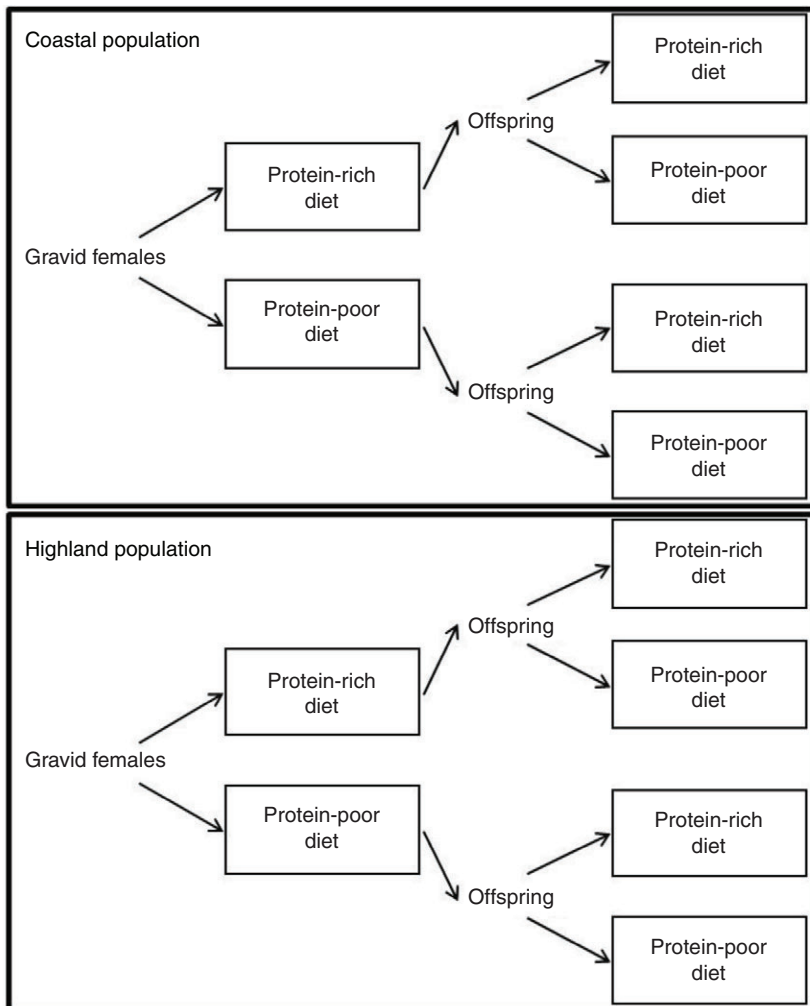 Coastal population
Protein-rich
diet
Offspring
Protein-rich
diet
Protein-poor
diet
Gravid females
Protein-poor
diet
Protein-rich
diet
Offspring
Protein-poor
diet
Highland population
Protein-rich
diet
Offspring
Protein-rich
diet
Protein-poor
diet
Gravid females
Protein-poor
diet
Protein-rich
diet
Offspring
Protein-poor
diet